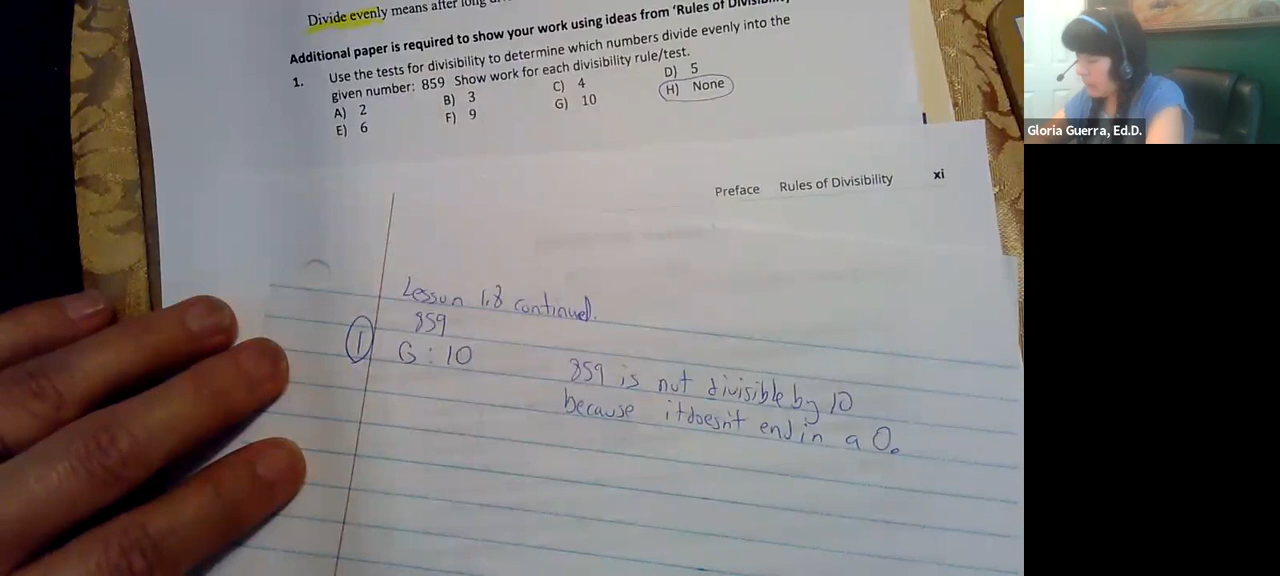 Divide evenly means after long
Additional paper is required to show your work using ideas from 'Rules of Divisibility
1. Use the tests for divisibility to determine which numbers divide evenly into the
given number: 859 Show work for each divisibility rule/test.
A) 2 B) 3 C) 4 D) 5
E) 6 F) 9 G) 10 H) None
Preface Rules of Divisibility xi
Lesson 1.8 continued.
859
1 G : 10 859 is not divisible by 10
because it doesn't end in a 0.
Gloria Guerra, Ed.D.